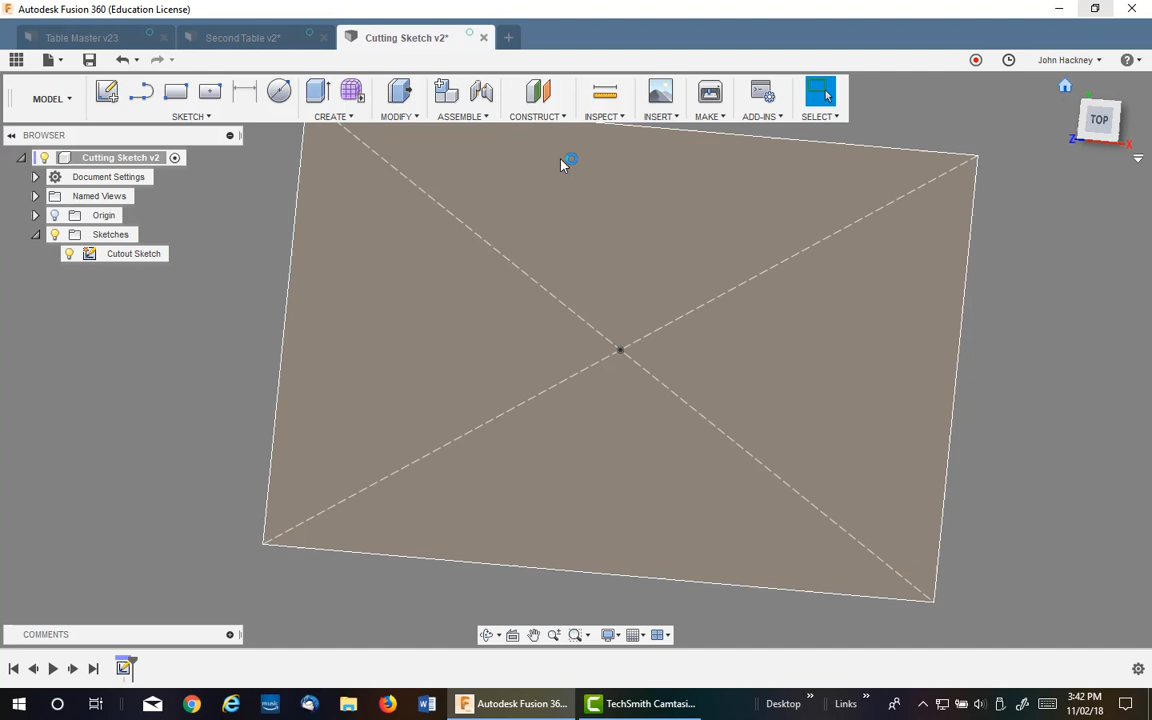 Autodesk Fusion 360 (Education License)
Table Master v23
Second Table v2*
Cutting Sketch v2*
John Hackney
MODEL
SKETCH
CREATE
MODIFY
ASSEMBLE
CONSTRUCT
INSPECT
INSERT
MAKE
ADD-INS
SELECT
TOP
Z
X
BROWSER
Cutting Sketch v2
Document Settings
Named Views
Origin
Sketches
Cutout Sketch
COMMENTS
Autodesk Fusion 36...
TechSmith Camtasi...
Desktop
Links
3:42 PM
11/02/18